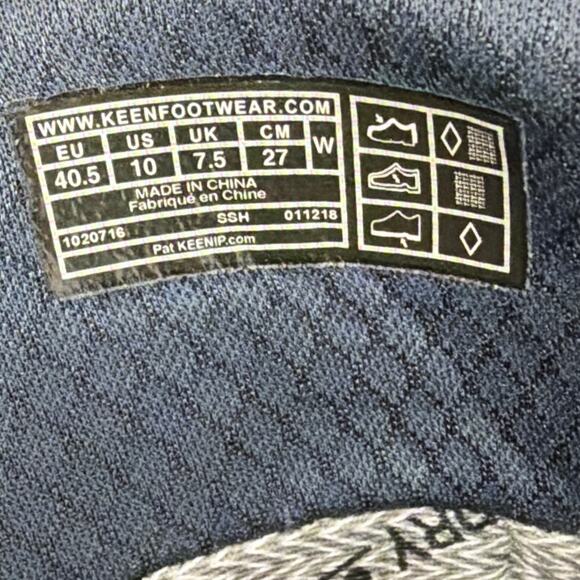 WWW.KEENFOOTWEAR.COM
EU US UK CM W
40.5 10 7.5 27
MADE IN CHINA
Fabriqué en Chine
1020716 SSH 011218
Pat KEENIP.com